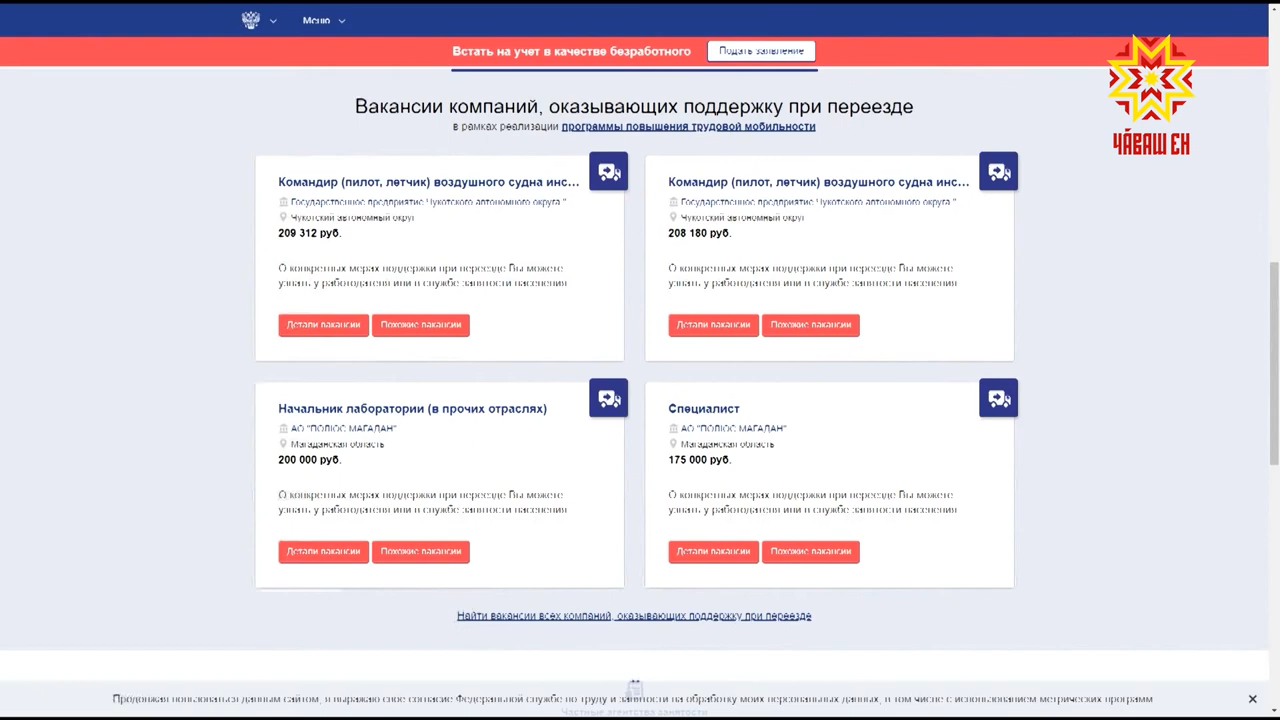 Меню
Встать на учет в качестве безработного
Подать заявление
ЧӐВАШ ЕН
Вакансии компаний, оказывающих поддержку при переезде
в рамках реализации программы повышения трудовой мобильности
Командир (пилот, летчик) воздушного судна инс...
Государственное предприятие Чукотского автономного округа "
Чукотский автономный округ
209 312 руб.
О конкретных мерах поддержки при переезде Вы можете
узнать у работодателя или в службе занятости населения
Детали вакансии
Похожие вакансии
Командир (пилот, летчик) воздушного судна инс...
Государственное предприятие Чукотского автономного округа "
Чукотский автономный округ
208 180 руб.
О конкретных мерах поддержки при переезде Вы можете
узнать у работодателя или в службе занятости населения
Детали вакансии
Похожие вакансии
Начальник лаборатории (в прочих отраслях)
АО "ПОЛЮС МАГАДАН"
Магаданская область
200 000 руб.
О конкретных мерах поддержки при переезде Вы можете
узнать у работодателя или в службе занятости населения
Детали вакансии
Похожие вакансии
Специалист
АО "ПОЛЮС МАГАДАН"
Магаданская область
175 000 руб.
О конкретных мерах поддержки при переезде Вы можете
узнать у работодателя или в службе занятости населения
Детали вакансии
Похожие вакансии
Найти вакансии всех компаний, оказывающих поддержку при переезде
Продолжая пользоваться данным сайтом, я выражаю свое согласие Федеральной службе по труду и занятости на обработку моих персональных данных, в том числе с использованием метрических программ
Частные агентства занятости